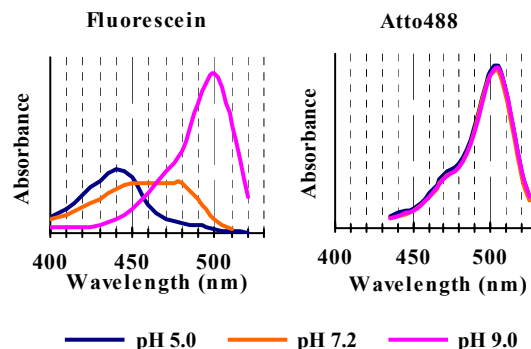 Fluorescein
Absorbance
400 450 500
Wavelength (nm)
Atto488
Absorbance
400 450 500
Wavelength (nm)
pH 5.0 pH 7.2 pH 9.0